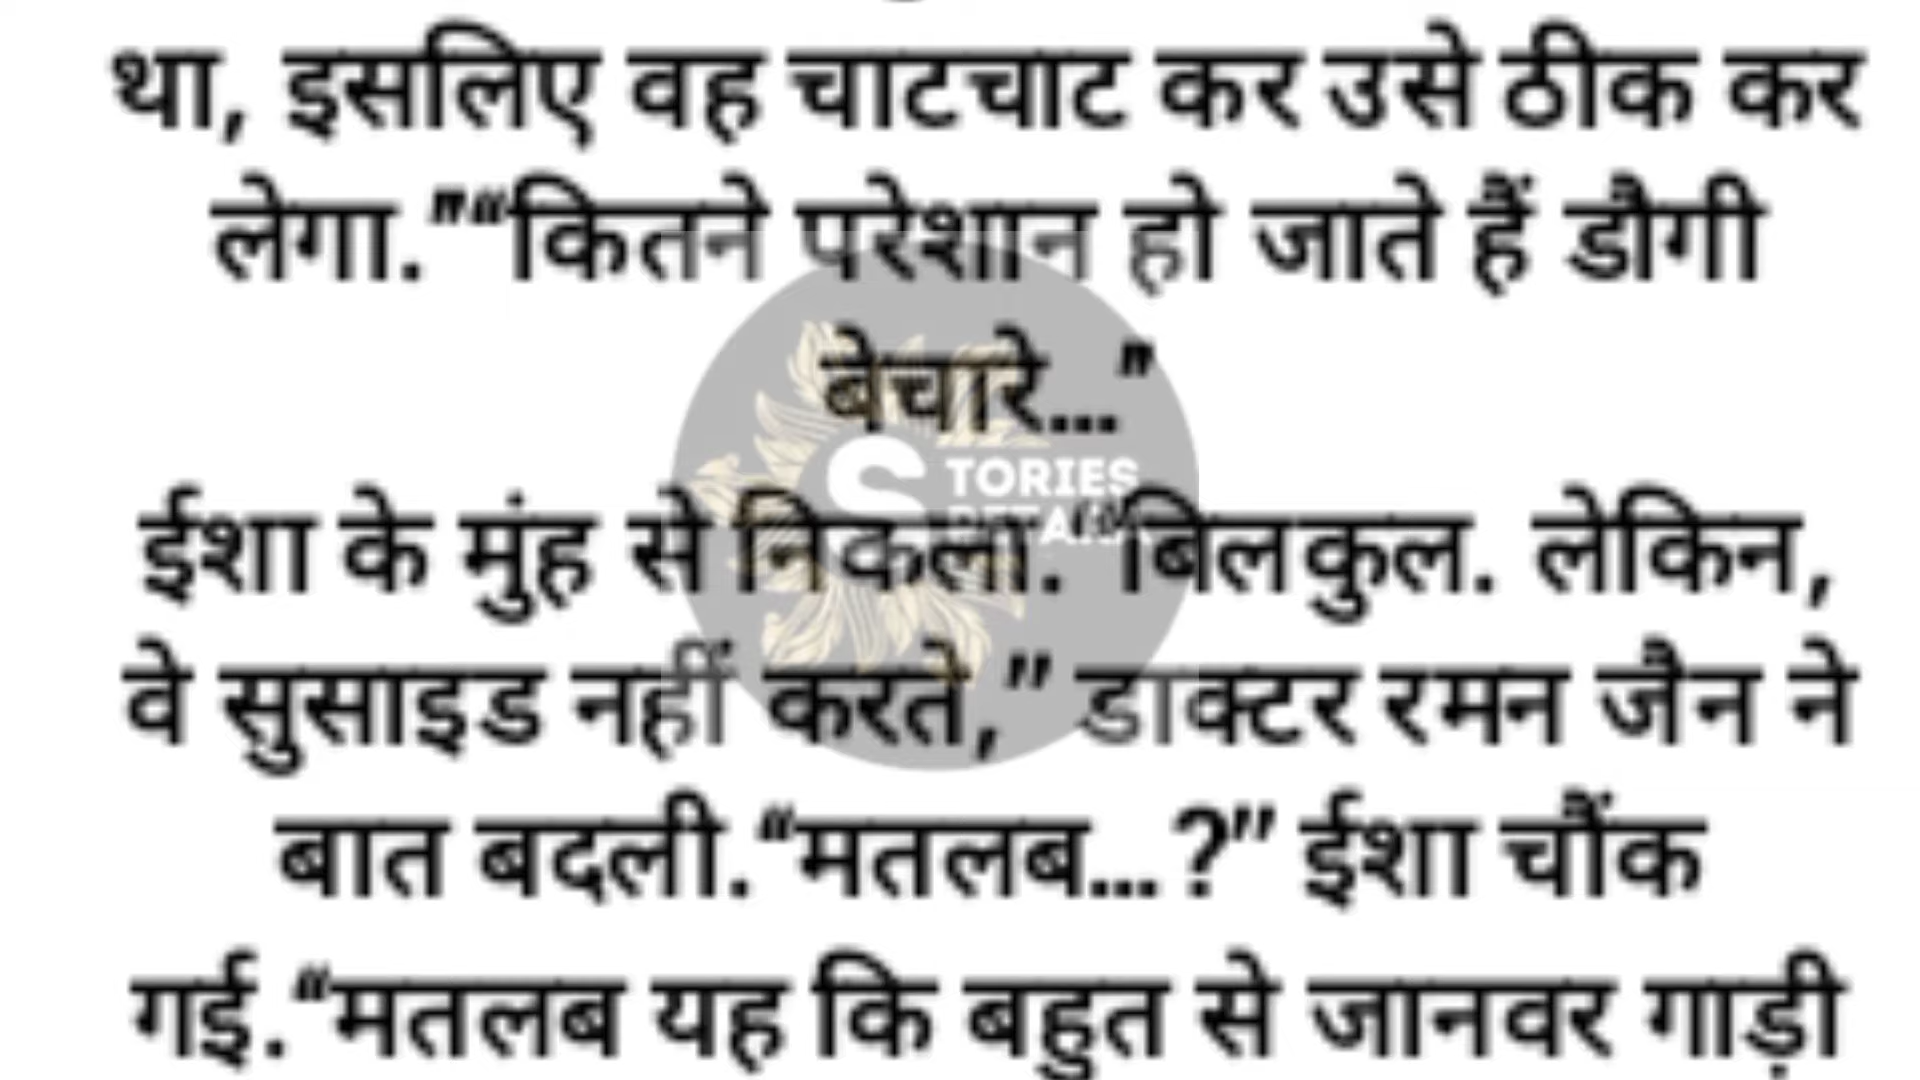 था, इसलिए वह चाटचाट कर उसे ठीक कर
लेगा."“कितने परेशान हो जाते हैं डौगी
बेचारे...”
STORIES
ईशा के मुंह से निकला.“बिलकुल. लेकिन,
वे सुसाइड नहीं करते,’’ डाक्टर रमन जैन ने
बात बदली.“मतलब...?’’ ईशा चौंक
गई.“मतलब यह कि बहुत से जानवर गाड़ी